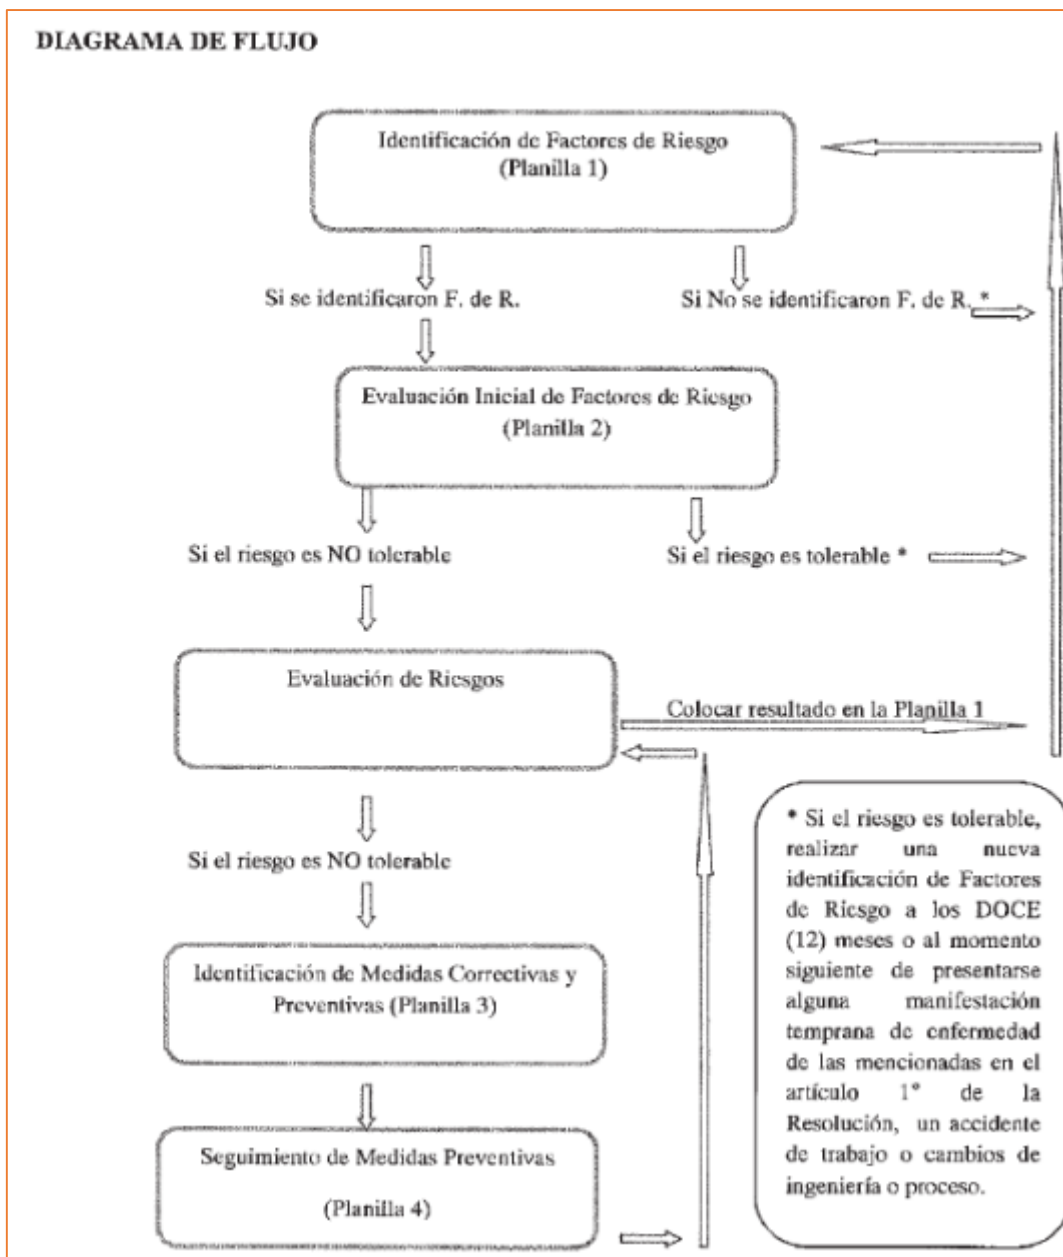 DIAGRAMA DE FLUJO
Identificación de Factores de Riesgo
(Planilla 1)
Si se identificaron F. de R.
Si No se identificaron F. de R. *
Evaluación Inicial de Factores de Riesgo
(Planilla 2)
Si el riesgo es NO tolerable
Si el riesgo es tolerable *
Evaluación de Riesgos
Colocar resultado en la Planilla 1
Si el riesgo es NO tolerable
Identificación de Medidas Correctivas y
Preventivas (Planilla 3)
Seguimiento de Medidas Preventivas
(Planilla 4)
* Si el riesgo es tolerable,
realizar una nueva
identificación de Factores
de Riesgo a los DOCE
(12) meses o al momento
siguiente de presentarse
alguna manifestación
temprana de enfermedad
de las mencionadas en el
artículo 1° de la
Resolución, un accidente
de trabajo o cambios de
ingeniería o proceso.